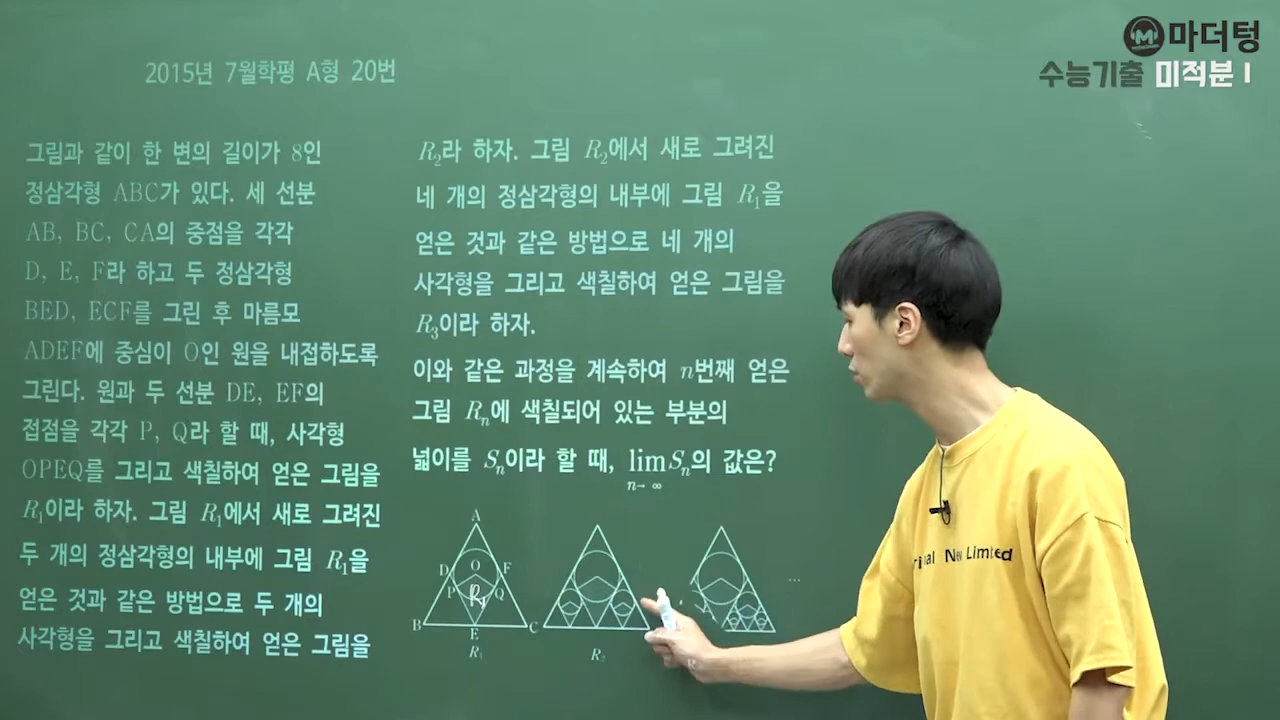 마더텅
수능기출 미적분 I
2015년 7월학평 A형 20번
그림과 같이 한 변의 길이가 8인
정삼각형 ABC가 있다. 세 선분
AB, BC, CA의 중점을 각각
D, E, F라 하고 두 정삼각형
BED, ECF를 그린 후 마름모
ADEF에 중심이 O인 원을 내접하도록
그린다. 원과 두 선분 DE, EF의
접점을 각각 P, Q라 할 때, 사각형
OPEQ를 그리고 색칠하여 얻은 그림을
R₁이라 하자. 그림 R₁에서 새로 그려진
두 개의 정삼각형의 내부에 그림 R₁을
얻은 것과 같은 방법으로 두 개의
사각형을 그리고 색칠하여 얻은 그림을
R₂라 하자. 그림 R₂에서 새로 그려진
네 개의 정삼각형의 내부에 그림 R₁을
얻은 것과 같은 방법으로 네 개의
사각형을 그리고 색칠하여 얻은 그림을
R₃이라 하자.
이와 같은 과정을 계속하여 n번째 얻은
그림 Rₙ에 색칠되어 있는 부분의
넓이를 Sₙ이라 할 때, lim Sₙ의 값은?
n→ ∞
A
D O F
P Q
B E C
R₁ R₂
...
Limited